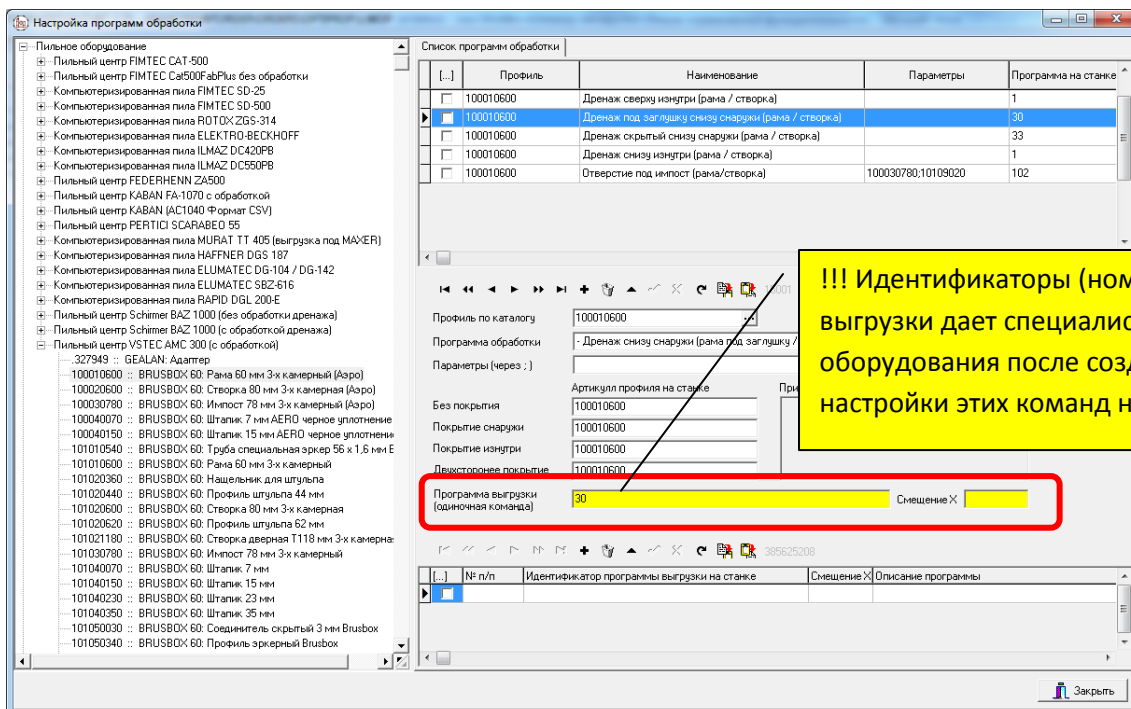 Настройка программ обработки
Пильное оборудование
Пильный центр FIMTEC CAT-500
Пильный центр FIMTEC Cat500FabPlus без обработки
Компьютеризированная пила FIMTEC SD-25
Компьютеризированная пила FIMTEC SD-500
Компьютеризированная пила ROTOX ZGS-314
Компьютеризированная пила ELEKTRO-BECKHOFF
Компьютеризированная пила ILMAZ DC420PB
Компьютеризированная пила ILMAZ DC550PB
Пильный центр FEDERHENN ZA500
Пильный центр KABAN FA-1070 с обработкой
Пильный центр KABAN (AC1040 Формат CSV)
Пильный центр PERTICI SCARABEO 55
Компьютеризированная пила MURAT TT 405 (выгрузка под MAXER)
Компьютеризированная пила HAFFNER DGS 187
Компьютеризированная пила ELUMATEC DG-104 / DG-142
Компьютеризированная пила ELUMATEC SBZ-616
Компьютеризированная пила RAPID DGL 200-E
Пильный центр Schirmer BAZ 1000 (без обработки дренажа)
Пильный центр Schirmer BAZ 1000 (с обработкой дренажа)
Пильный центр VSTEC AMC 300 (с обработкой)
.327949 :: GEALAN: Адаптер
100010600 :: BRUSBOX 60: Рама 60 мм 3-х камерный (Аэро)
100020600 :: BRUSBOX 60: Створка 80 мм 3-х камерная (Аэро)
100030780 :: BRUSBOX 60: Импост 78 мм 3-х камерный (Аэро)
100040070 :: BRUSBOX 60: Штапик 7 мм AERO черное уплотнение
100040150 :: BRUSBOX 60: Штапик 15 мм AERO черное уплотнени
101010540 :: BRUSBOX 60: Труба специальная эркер 56 х 1,6 мм E
101010600 :: BRUSBOX 60: Рама 60 мм 3-х камерный
101020360 :: BRUSBOX 60: Нащельник для штульпа
101020440 :: BRUSBOX 60: Профиль штульпа 44 мм
101020600 :: BRUSBOX 60: Створка 80 мм 3-х камерная
101020620 :: BRUSBOX 60: Профиль штульпа 62 мм
101021180 :: BRUSBOX 60: Створка дверная Т118 мм 3-х камерна
101030780 :: BRUSBOX 60: Импост 78 мм 3-х камерный
101040070 :: BRUSBOX 60: Штапик 7 мм
101040150 :: BRUSBOX 60: Штапик 15 мм
101040230 :: BRUSBOX 60: Штапик 23 мм
101040350 :: BRUSBOX 60: Штапик 35 мм
101050030 :: BRUSBOX 60: Соединитель скрытый 3 мм Brusbox
101050340 :: BRUSBOX 60: Профиль эркерный Brusbox
Список программ обработки
[...] Профиль Наименование Параметры Программа на станке
100010600 Дренаж сверху изнутри (рама / створка) 1
100010600 Дренаж под заглушку снизу снаружи (рама / створка) 30
100010600 Дренаж скрытый снизу снаружи (рама / створка) 33
100010600 Дренаж снизу изнутри (рама / створка) 1
100010600 Отверстие под импост (рама/створка) 100030780;10109020 102
!!! Идентификаторы (ном
выгрузки дает специалис
оборудования после созд
настройки этих команд н
Профиль по каталогу 100010600 ...
Программа обработки - Дренаж снизу снаружи (рама под заглушку /
Параметры (через ; )
Артикулл профиля на станке При
Без покрытия 100010600
Покрытие снаружи 100010600
Покрытие изнутри 100010600
Двухстороннее покрытие 100010600
Программа выгрузки
(одиночная команда) 30 Смещение X
385625208
[...] № п/п Идентификатор программы выгрузки на станке Смещение X Описание программы
Закрыть